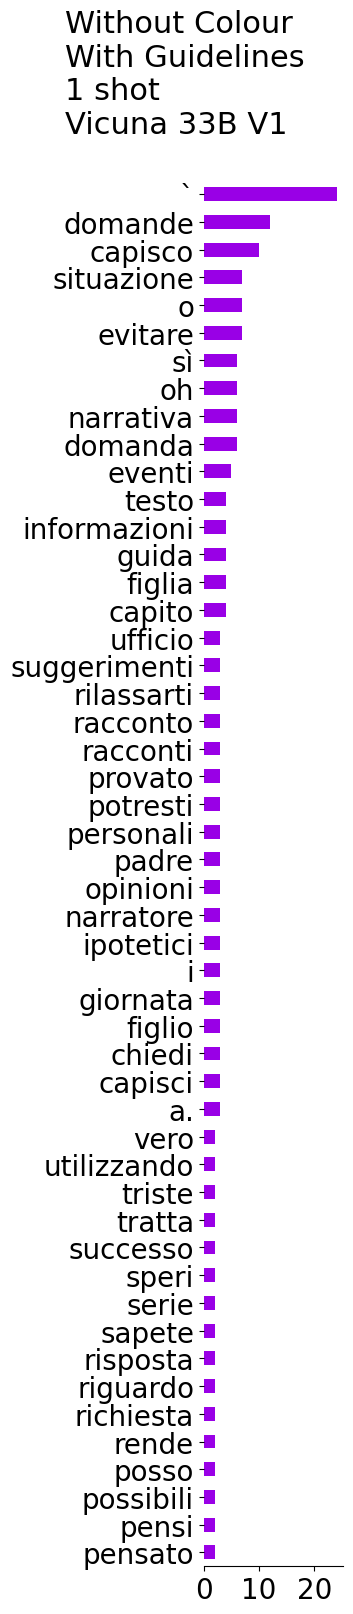 Without Colour
With Guidelines
1 shot
Vicuna 33B V1
`
domande
capisco
situazione
o
evitare
sì
oh
narrativa
domanda
eventi
testo
informazioni
guida
figlia
capito
ufficio
suggerimenti
rilassarti
racconto
racconti
provato
potresti
personali
padre
opinioni
narratore
ipotetici
i
giornata
figlio
chiedi
capisci
a.
vero
utilizzando
triste
tratta
successo
speri
serie
sapete
risposta
riguardo
richiesta
rende
posso
possibili
pensi
pensato
0 10 20